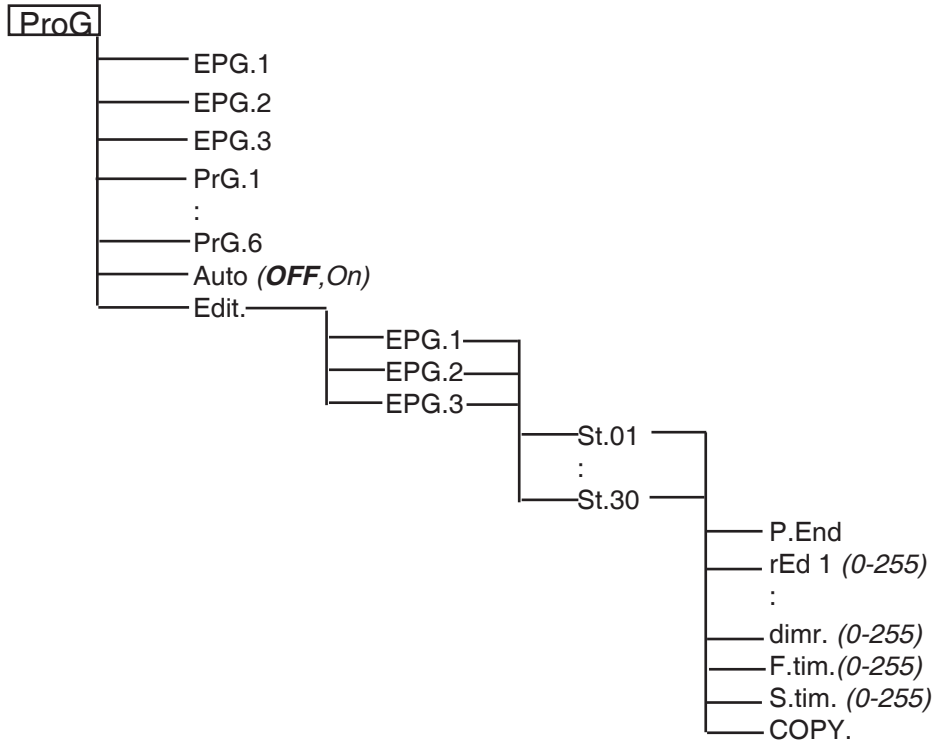 ProG
EPG.1
EPG.2
EPG.3
PrG.1
:
PrG.6
Auto (OFF,On)
Edit.
EPG.1
EPG.2
EPG.3
St.01
:
St.30
P.End
rEd 1 (0-255)
:
dimr. (0-255)
F.tim.(0-255)
S.tim. (0-255)
COPY.